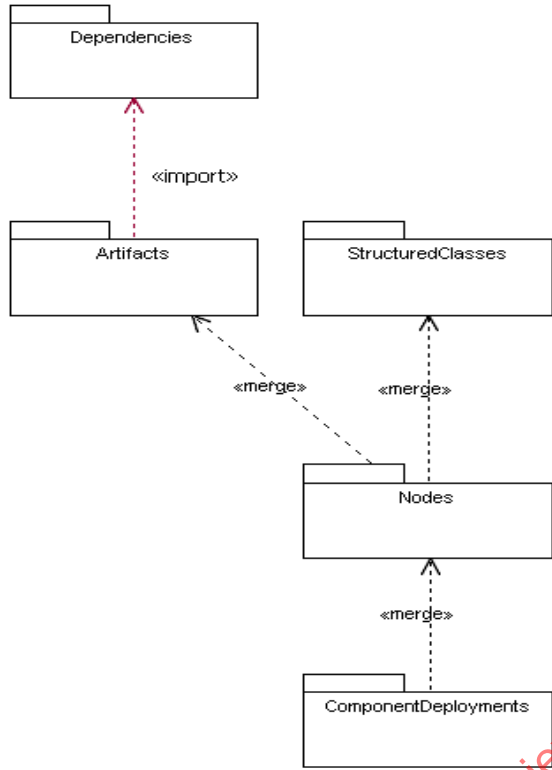 Dependencies
«import»
Artifacts
StructuredClasses
«merge»
«merge»
Nodes
«merge»
ComponentDeployments